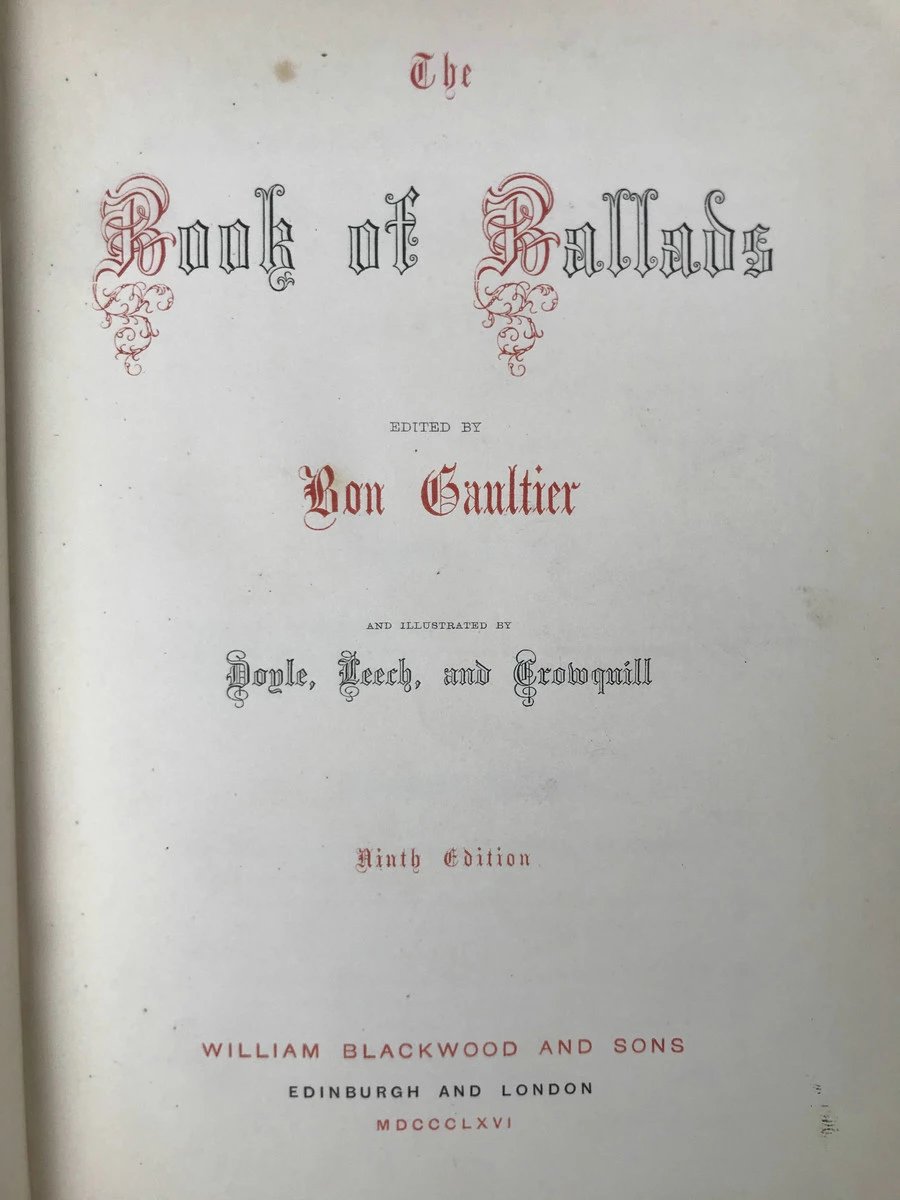 The
Book of Ballads
EDITED BY
Bon Gaultier
AND ILLUSTRATED BY
Doyle, Leech, and Crowquill
Ninth Edition
WILLIAM BLACKWOOD AND SONS
EDINBURGH AND LONDON
MDCCCLXVI